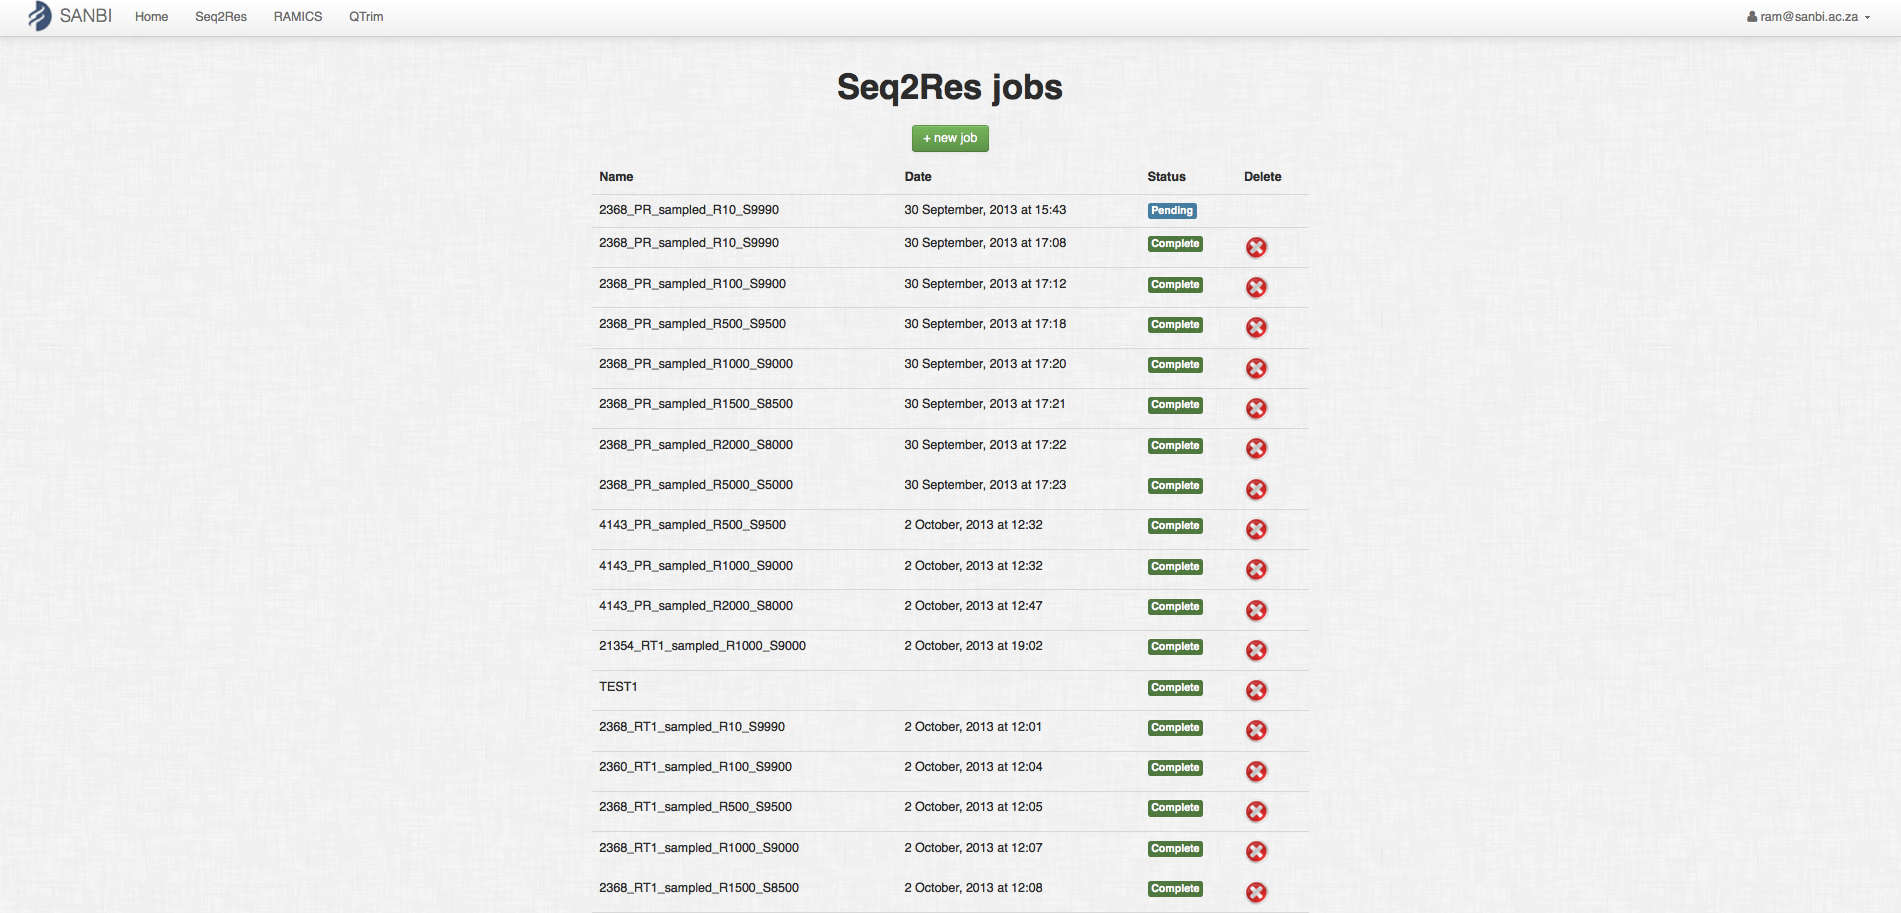 SANBI Home Seq2Res RAMICS QTrim ram@sanbi.ac.za
Seq2Res jobs
+ new job
Name Date Status Delete
2368_PR_sampled_R10_S9990 30 September, 2013 at 15:43 Pending
2368_PR_sampled_R10_S9990 30 September, 2013 at 17:08 Complete
2368_PR_sampled_R100_S9900 30 September, 2013 at 17:12 Complete
2368_PR_sampled_R500_S9500 30 September, 2013 at 17:18 Complete
2368_PR_sampled_R1000_S9000 30 September, 2013 at 17:20 Complete
2368_PR_sampled_R1500_S8500 30 September, 2013 at 17:21 Complete
2368_PR_sampled_R2000_S8000 30 September, 2013 at 17:22 Complete
2368_PR_sampled_R5000_S5000 30 September, 2013 at 17:23 Complete
4143_PR_sampled_R500_S9500 2 October, 2013 at 12:32 Complete
4143_PR_sampled_R1000_S9000 2 October, 2013 at 12:32 Complete
4143_PR_sampled_R2000_S8000 2 October, 2013 at 12:47 Complete
21354_RT1_sampled_R1000_S9000 2 October, 2013 at 19:02 Complete
TEST1 Complete
2368_RT1_sampled_R10_S9990 2 October, 2013 at 12:01 Complete
2360_RT1_sampled_R100_S9900 2 October, 2013 at 12:04 Complete
2368_RT1_sampled_R500_S9500 2 October, 2013 at 12:05 Complete
2368_RT1_sampled_R1000_S9000 2 October, 2013 at 12:07 Complete
2368_RT1_sampled_R1500_S8500 2 October, 2013 at 12:08 Complete